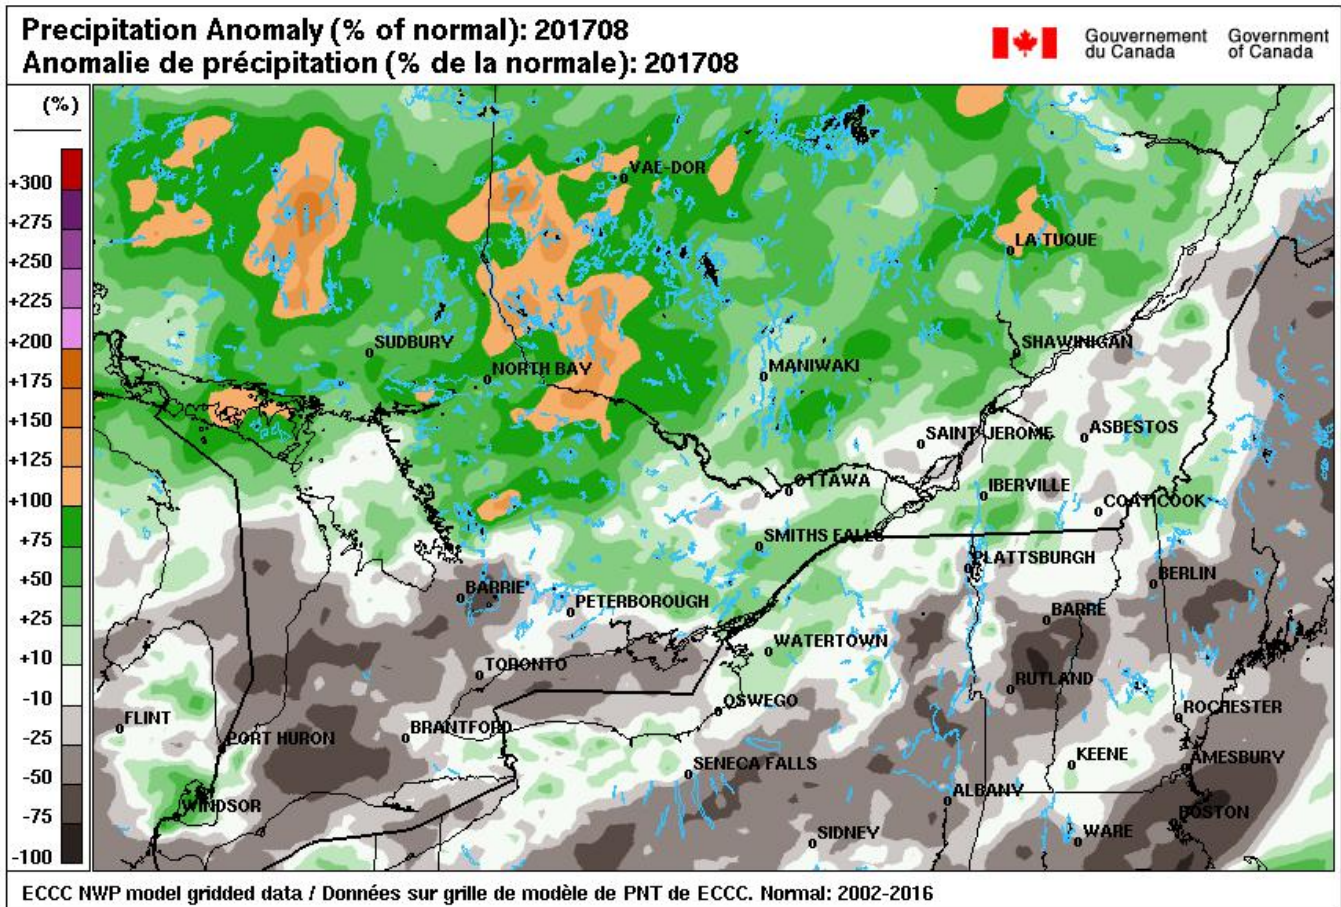 Precipitation Anomaly (% of normal): 201708
Anomalie de précipitation (% de la normale): 201708
Gouvernement du Canada
Government of Canada
(%)
+300
+275
+250
+225
+200
+175
+150
+125
+100
+75
+50
+25
+10
-10
-25
-50
-75
-100
VAL-DOR
LA TUQUE
SUDBURY
NORTH BAY
MANIWAKI
SHAWINIGAN
SAINT-JEROME
ASBESTOS
OTTAWA
IBERVILLE
COATICOOK
SMITHS FALLS
PLATTSBURGH
BERLIN
BARRIE
PETERBOROUGH
BARRE
WATERTOWN
TORONTO
RUTLAND
OSWEGO
ROCHESTER
FLINT
PORT HURON
BRANTFORD
SENECA FALLS
KEENE
AMESBURY
WINDSOR
ALBANY
BOSTON
SIDNEY
WARE
ECCC NWP model gridded data / Données sur grille de modèle de PNT de ECCC. Normal: 2002-2016